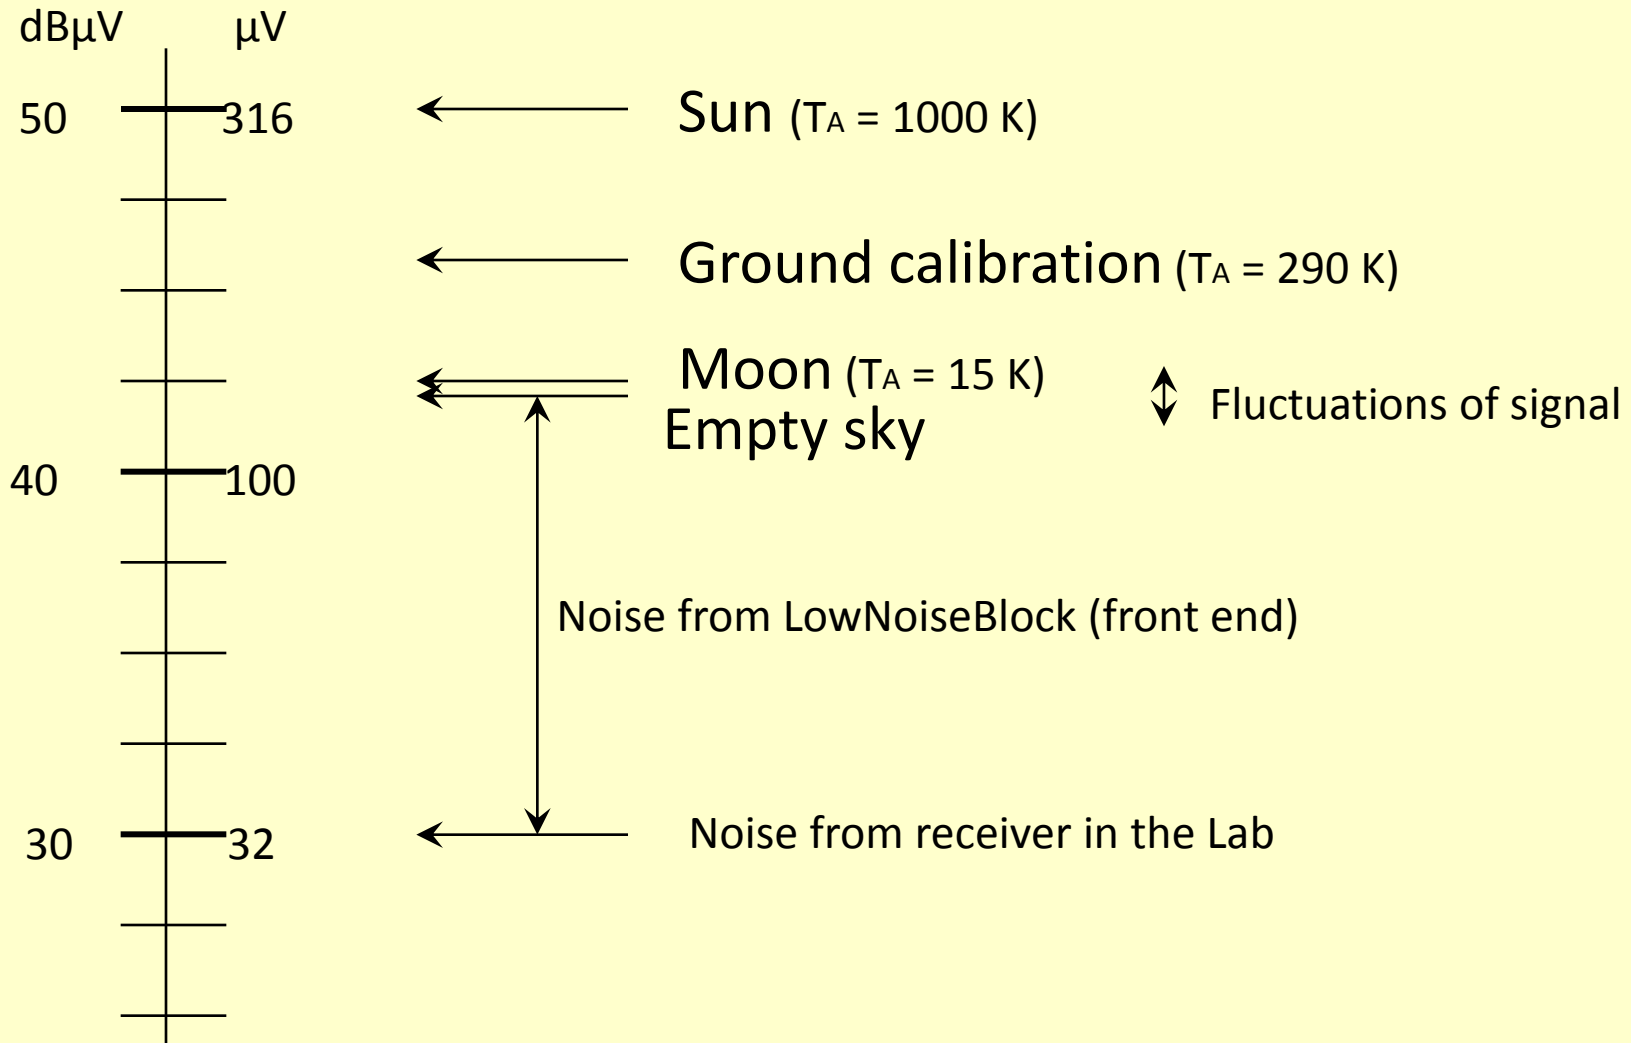 dBµV µV
50 316 Sun (TA = 1000 K)
Ground calibration (TA = 290 K)
Moon (TA = 15 K)
Fluctuations of signal
Empty sky
40 100
Noise from LowNoiseBlock (front end)
30 32 Noise from receiver in the Lab